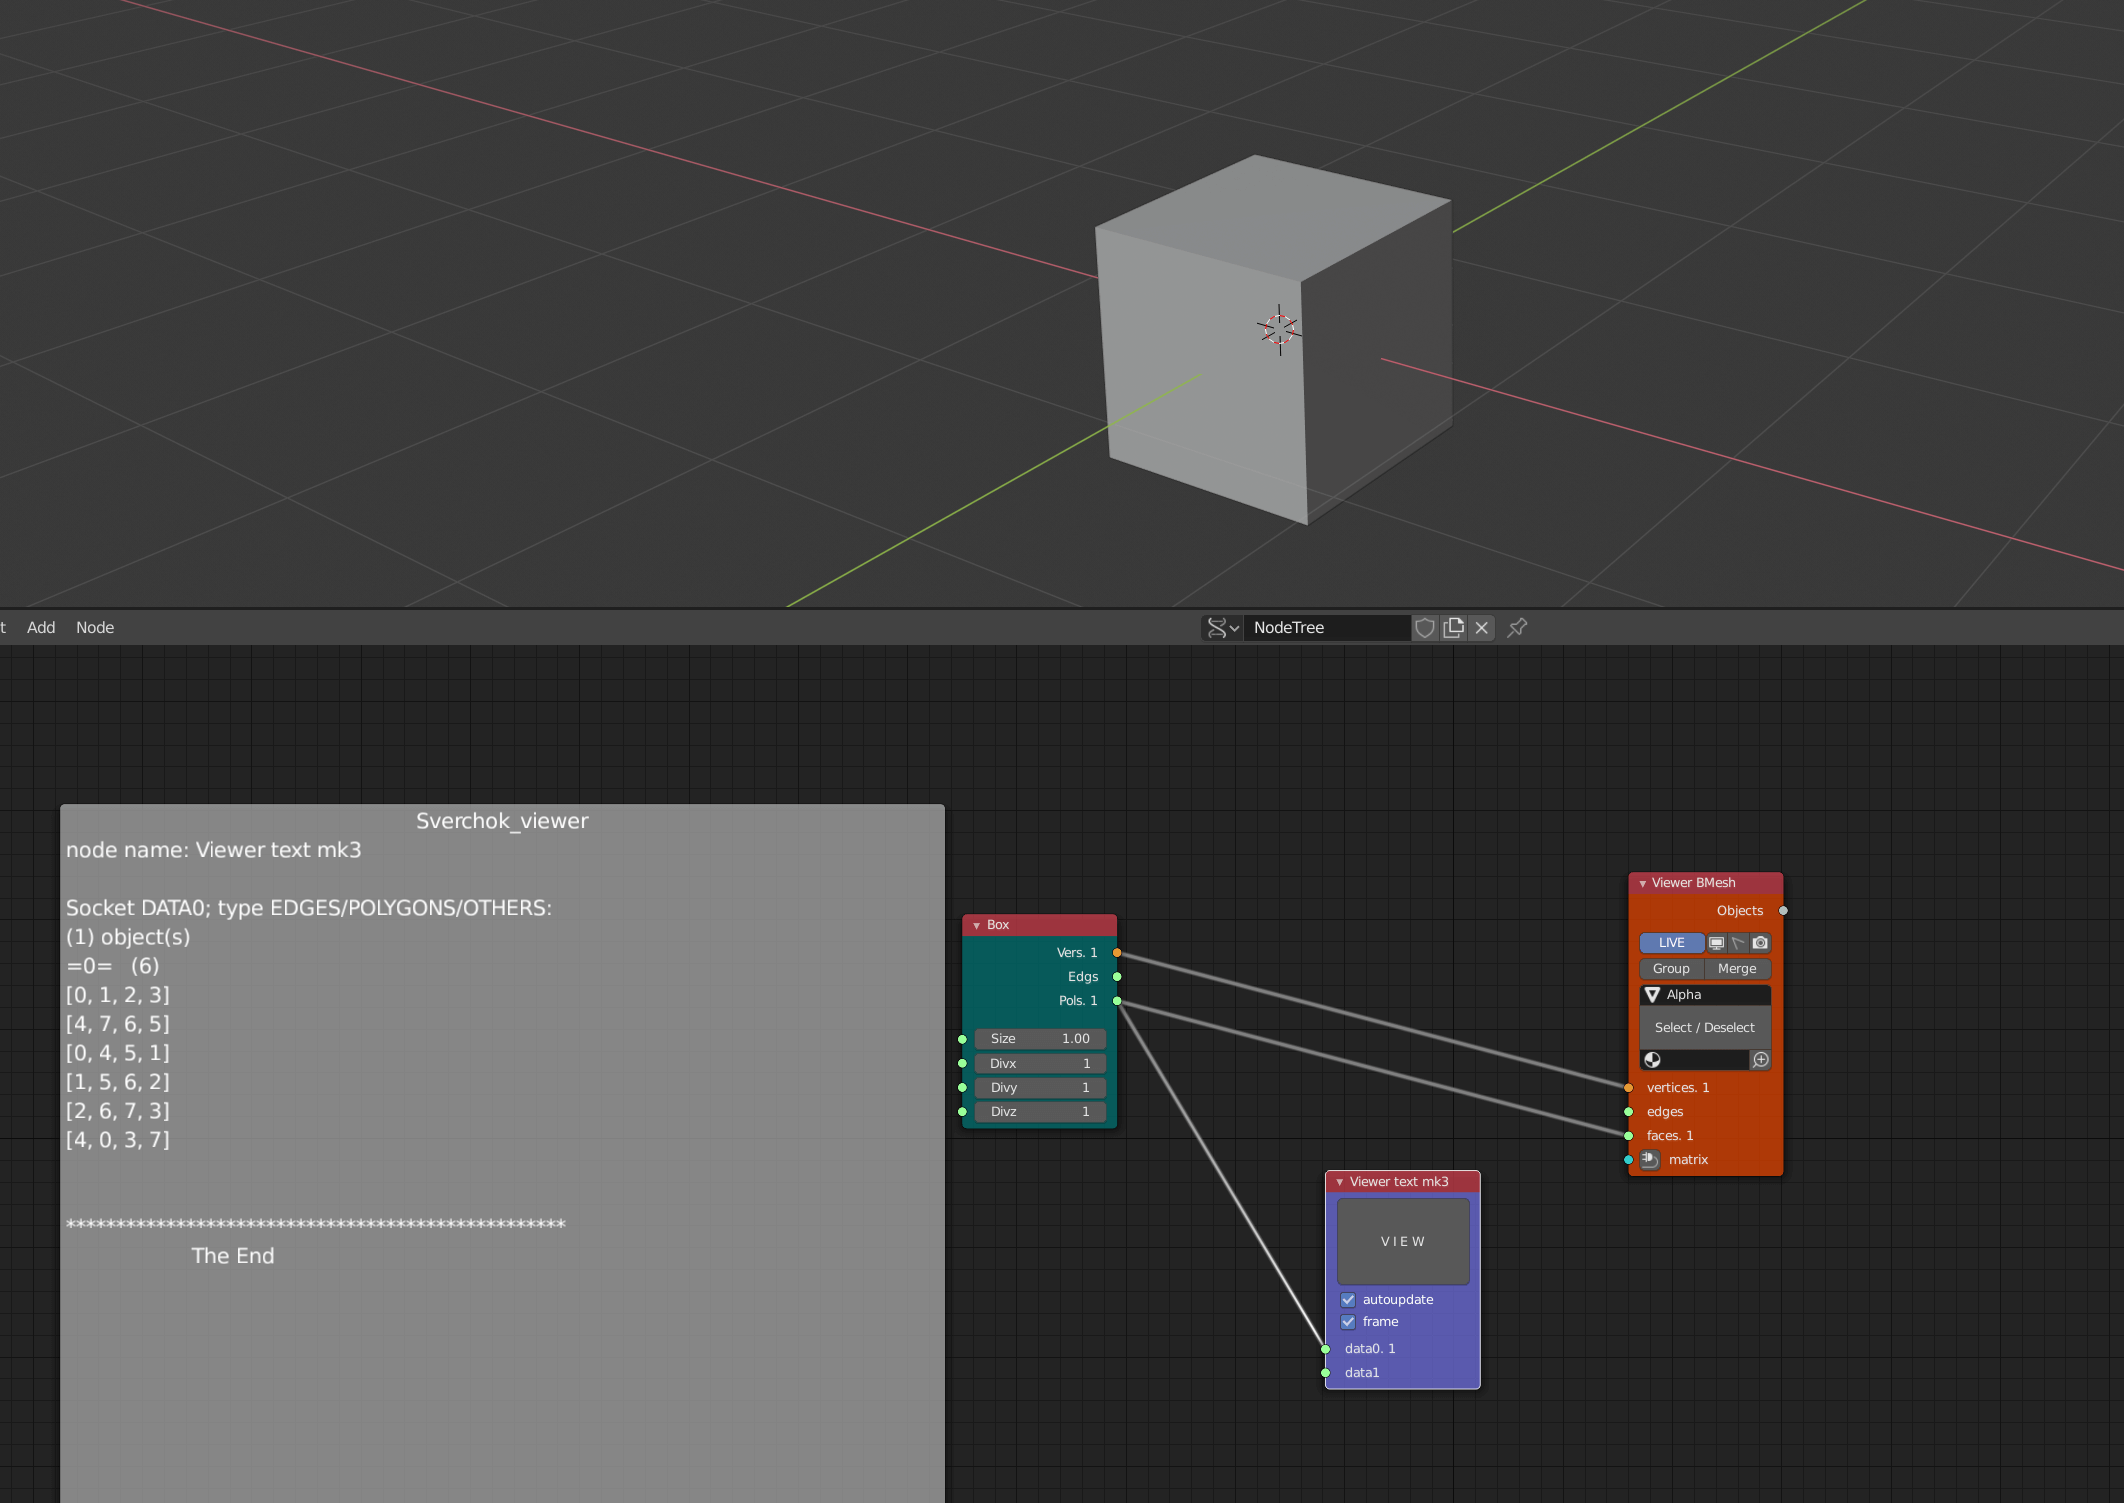 t Add Node NodeTree
Sverchok_viewer
node name: Viewer text mk3
Socket DATA0; type EDGES/POLYGONS/OTHERS:
(1) object(s)
=0= (6)
[0, 1, 2, 3]
[4, 7, 6, 5]
[0, 4, 5, 1]
[1, 5, 6, 2]
[2, 6, 7, 3]
[4, 0, 3, 7]
**************************************************
The End
Box
Vers. 1
Edgs
Pols. 1
Size 1.00
Divx 1
Divy 1
Divz 1
Viewer text mk3
VIEW
autoupdate
frame
data0. 1
data1
Viewer BMesh
Objects
LIVE
Group Merge
Alpha
Select / Deselect
vertices. 1
edges
faces. 1
matrix